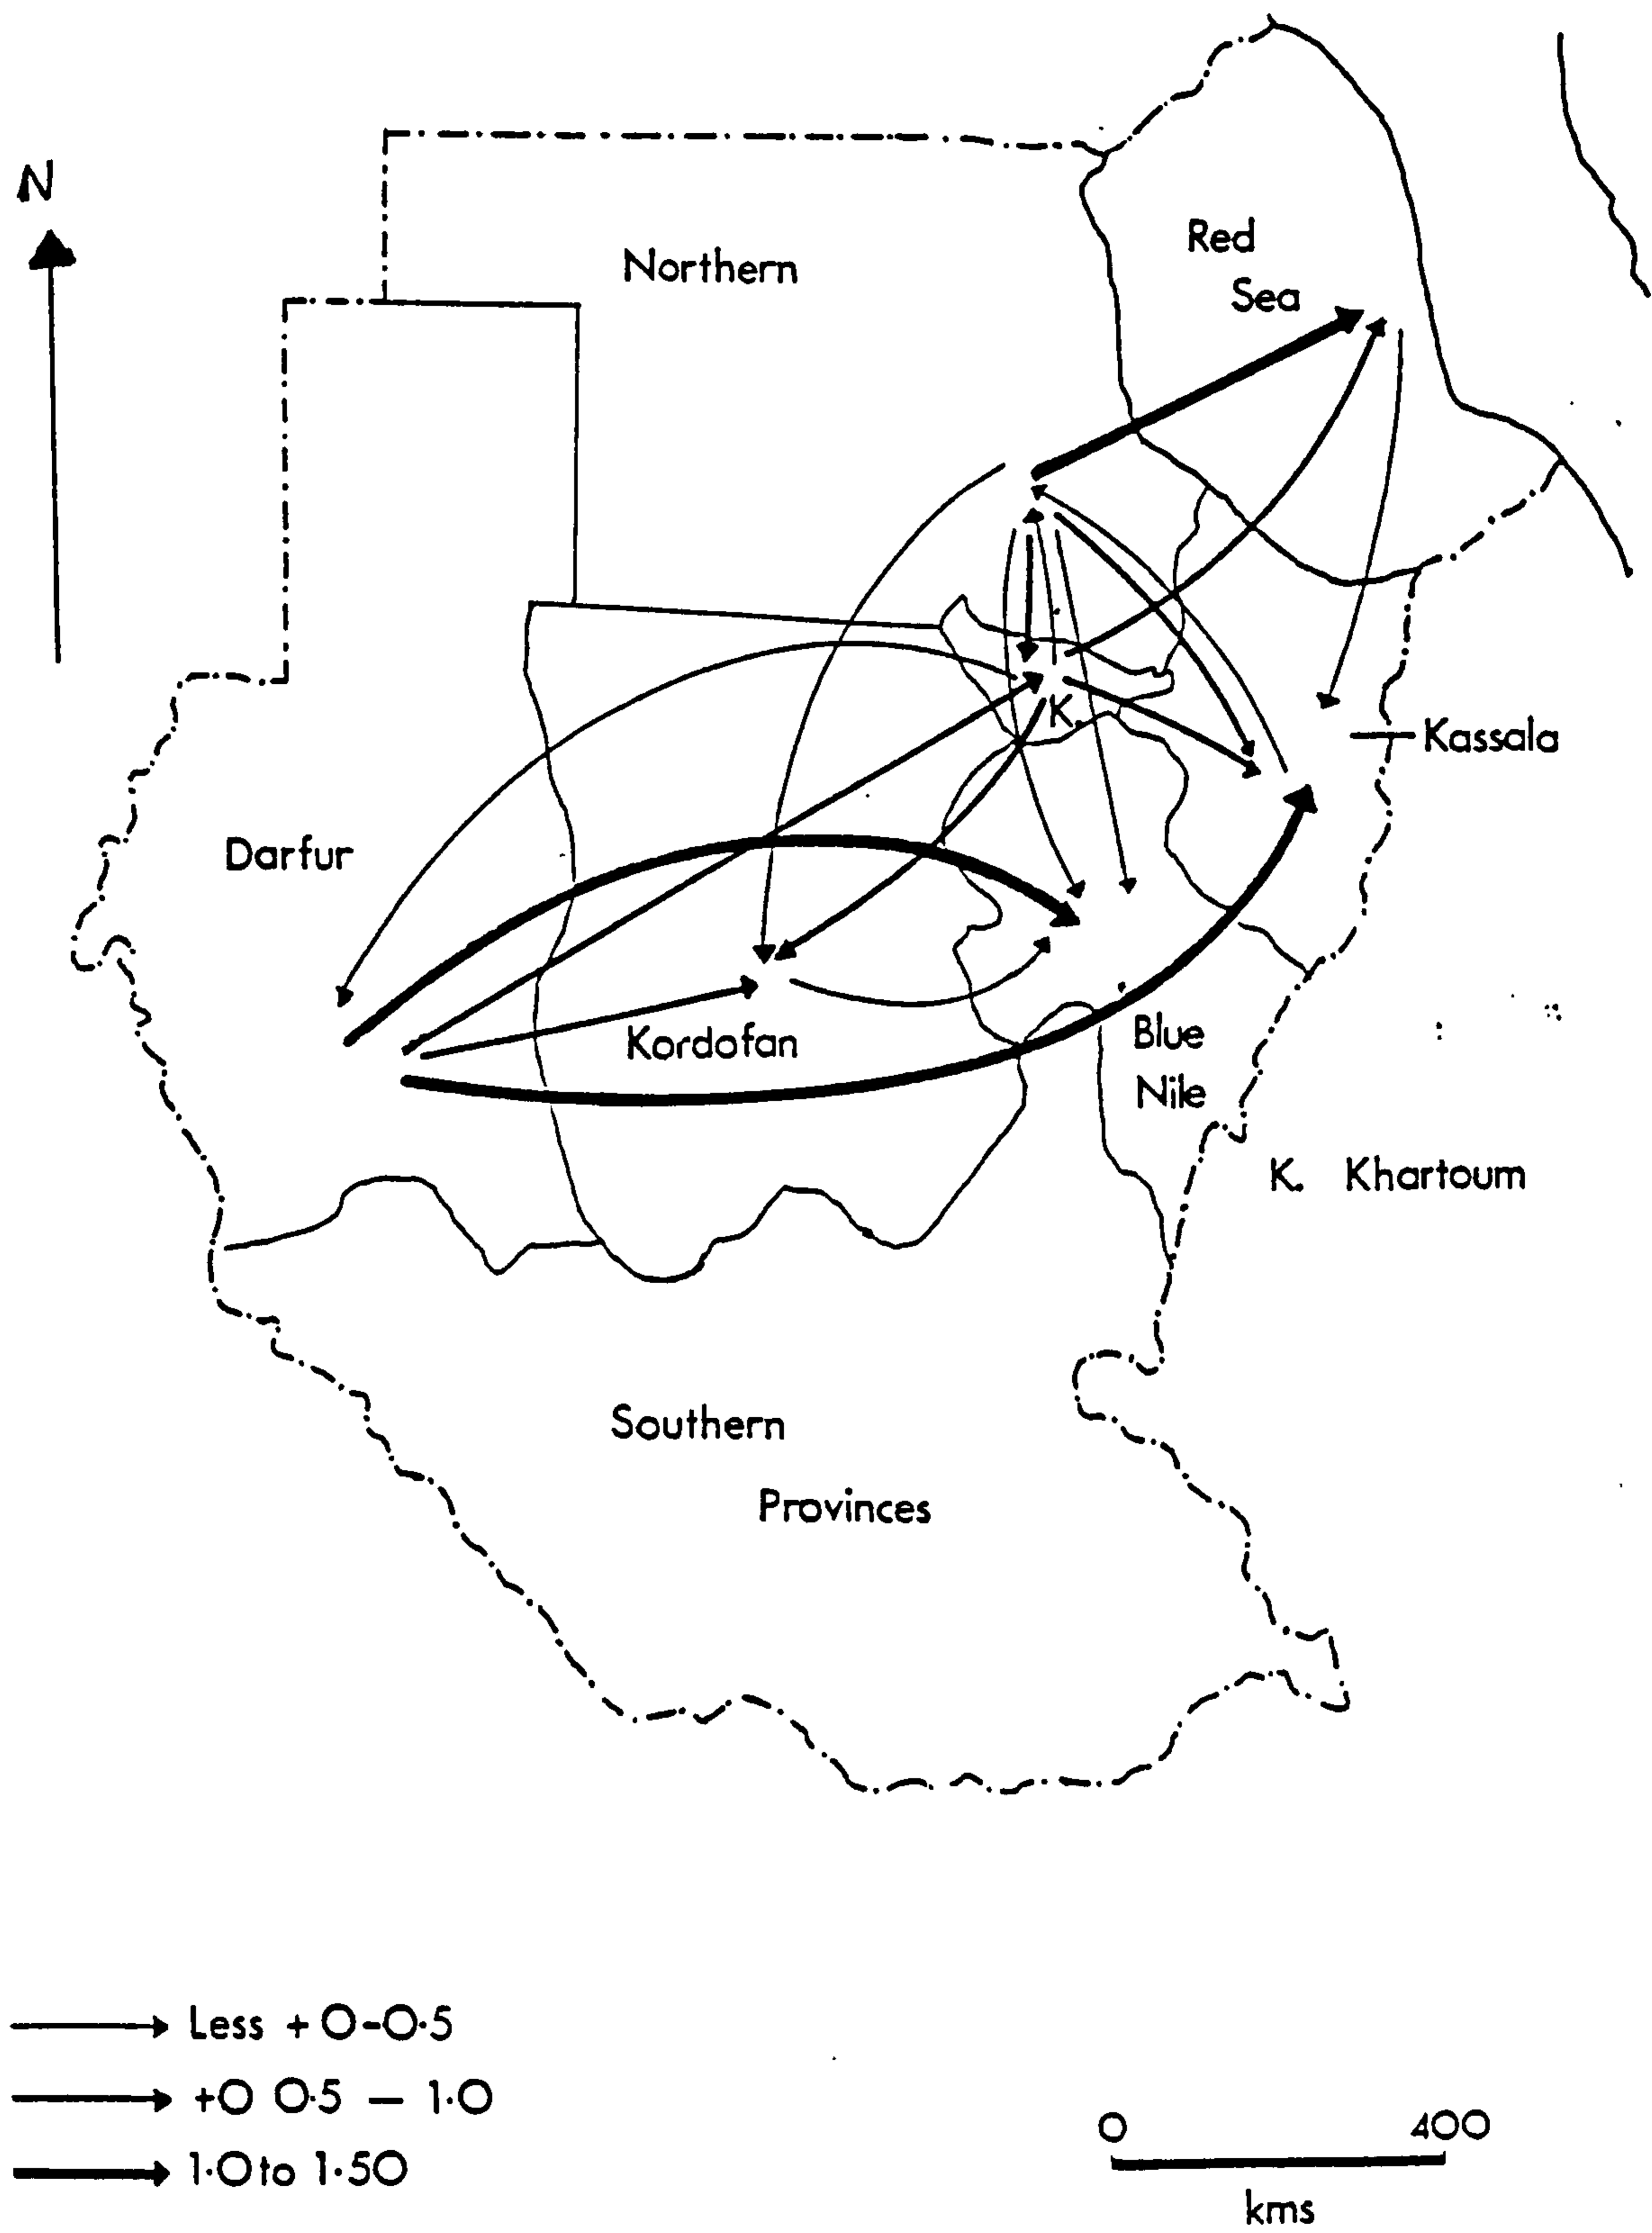 N
Northern
Red
Sea
K.
Kassala
Darfur
Kordofan
Blue
Nile
K. Khartoum
Southern
Provinces
Less +0-0·5
+0 0·5 — 1·0
1·0 to 1·50
0 400
kms